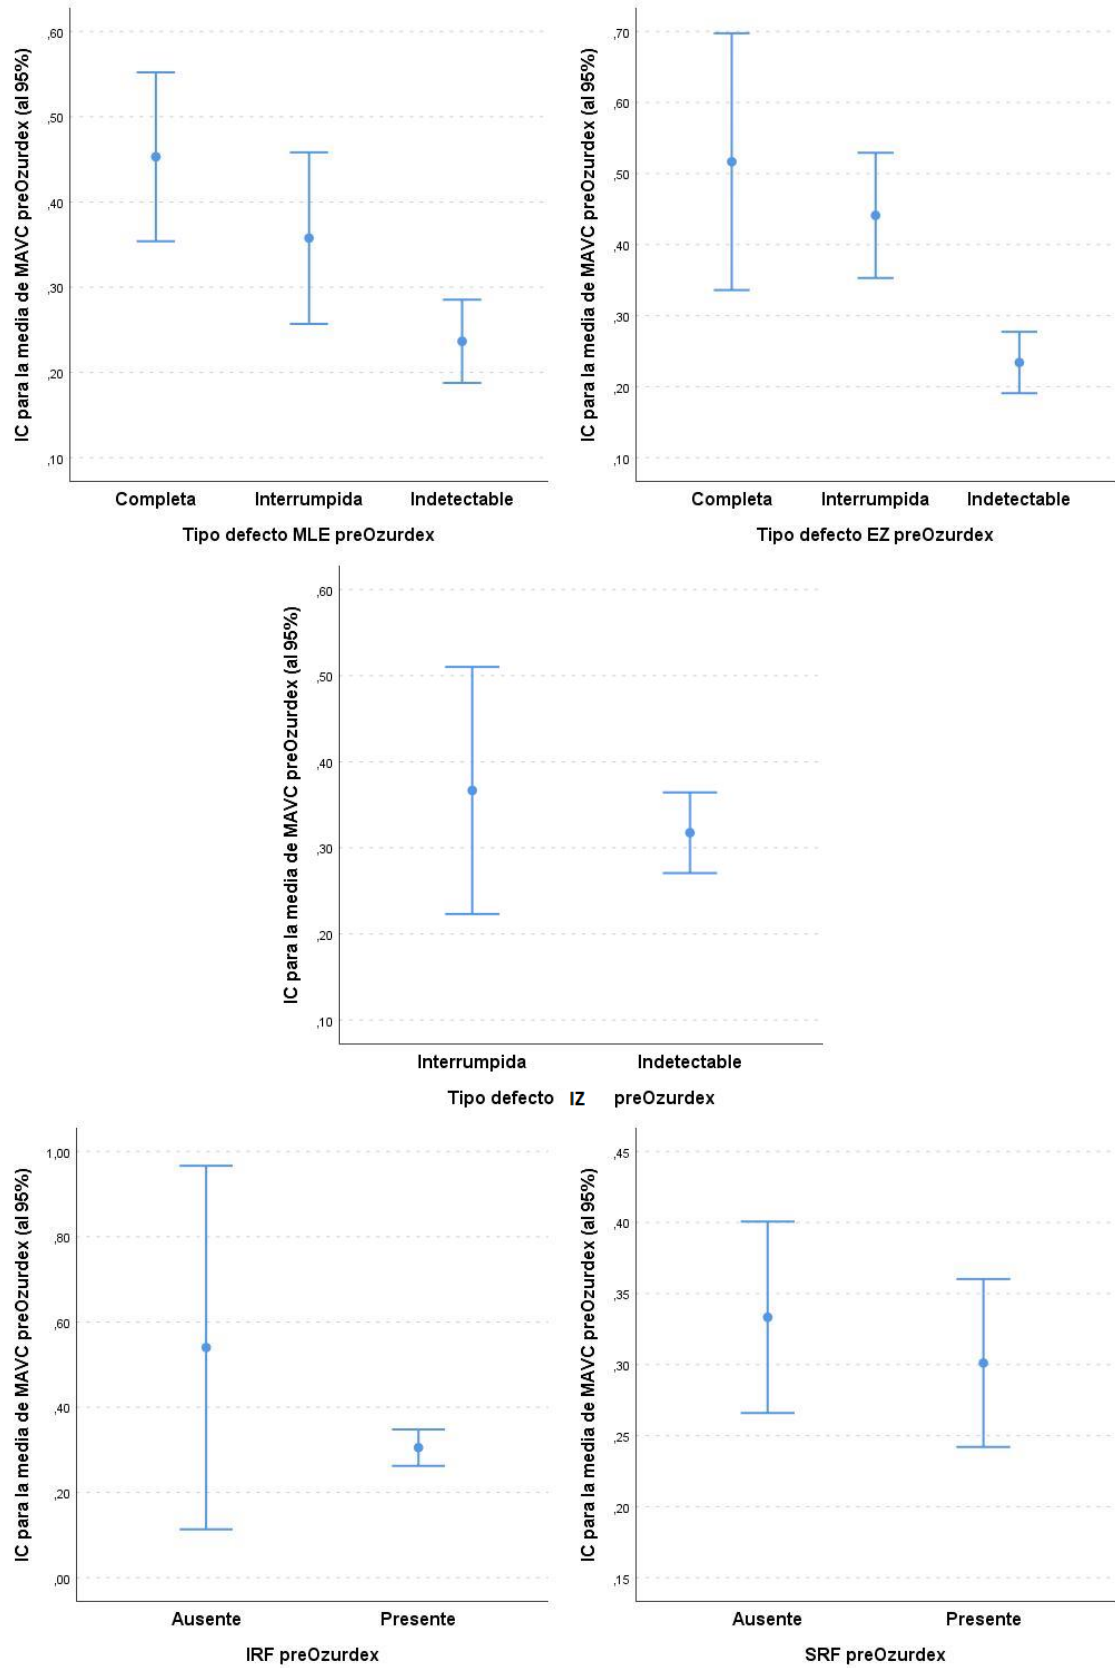 IC para la media de MAVC preOzurdex (al 95%)
,60
,50
,40
,30
,20
,10
Completa Interrumpida Indetectable
Tipo defecto MLE preOzurdex
IC para la media de MAVC preOzurdex (al 95%)
,70
,60
,50
,40
,30
,20
,10
Completa Interrumpida Indetectable
Tipo defecto EZ preOzurdex
IC para la media de MAVC preOzurdex (al 95%)
,60
,50
,40
,30
,20
,10
Interrumpida Indetectable
Tipo defecto IZ preOzurdex
IC para la media de MAVC preOzurdex (al 95%)
1,00
,80
,60
,40
,20
,00
Ausente Presente
IRF preOzurdex
IC para la media de MAVC preOzurdex (al 95%)
,45
,40
,35
,30
,25
,20
,15
Ausente Presente
SRF preOzurdex